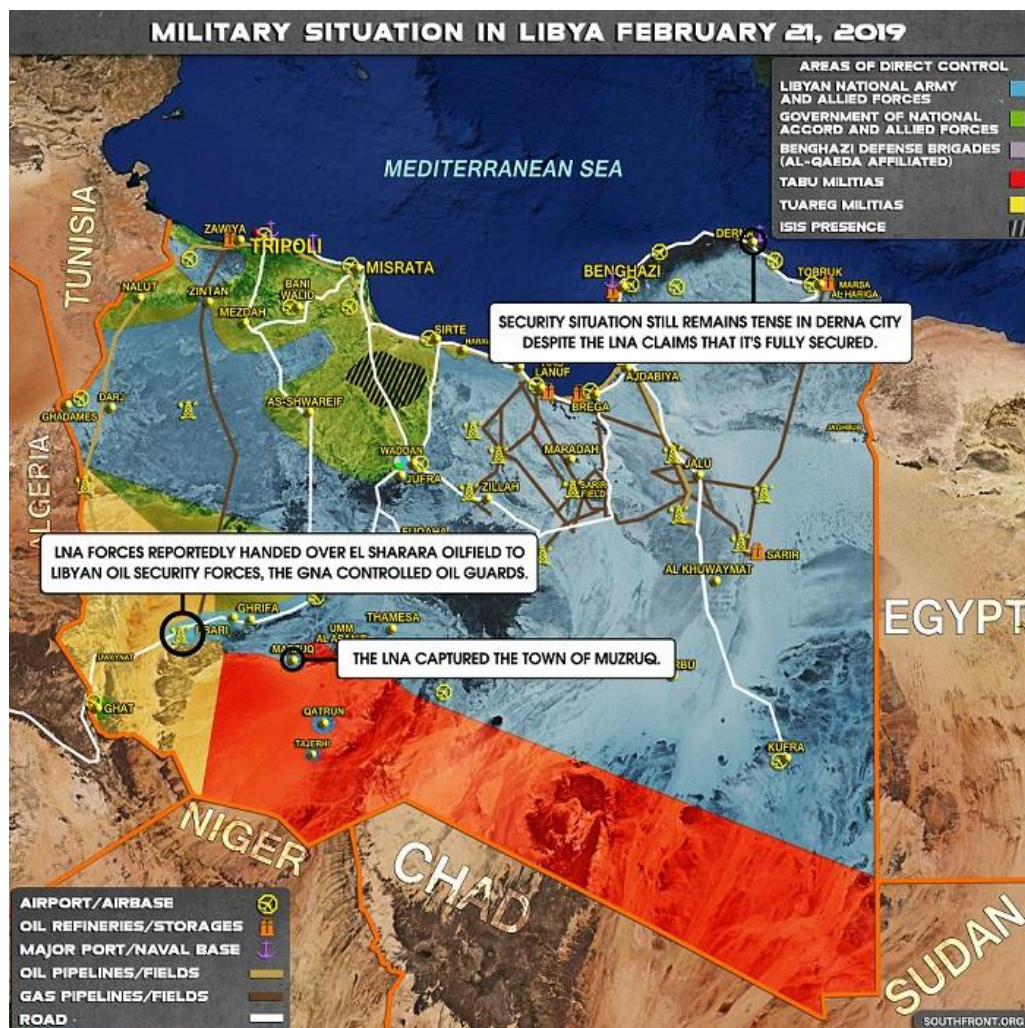 MILITARY SITUATION IN LIBYA FEBRUARY 21, 2019
AREAS OF DIRECT CONTROL
LIBYAN NATIONAL ARMY
AND ALLIED FORCES
GOVERNMENT OF NATIONAL
ACCORD AND ALLIED FORCES
BENGHAZI DEFENSE BRIGADES
(AL-QAEDA AFFILIATED)
TABU MILITIAS
TUAREG MILITIAS
ISIS PRESENCE
MEDITERRANEAN SEA
TUNISIA
ZAWIYA
TRIPOLI
MISRATA
NALUT
ZINTAN
BANI
WALID
MEZDAH
SIRTE
BENGHAZI
TOBRUK
MARSA
AL HARIGA
SECURITY SITUATION STILL REMAINS TENSE IN DERNA CITY
DESPITE THE LNA CLAIMS THAT IT'S FULLY SECURED.
LANUF
AJDABIYA
BREGA
GHADAMES
DARJ
AS-SHWAREIF
JAGHBUB
ALGERIA
WADDAN
JUFRA
ZILLAH
MARADAH
SARIR
FIELD
JALU
SARIR
AL KHUWAYMAT
EGYPT
LNA FORCES REPORTEDLY HANDED OVER EL SHARARA OILFIELD TO
LIBYAN OIL SECURITY FORCES, THE GNA CONTROLLED OIL GUARDS.
GHRIFA
THAMESA
UMM
UWAYNAT
THE LNA CAPTURED THE TOWN OF MUZRUQ.
GHAT
QATRUN
TAJERHI
KUFRA
NIGER
CHAD
SUDAN
AIRPORT/AIRBASE
OIL REFINERIES/STORAGES
MAJOR PORT/NAVAL BASE
OIL PIPELINES/FIELDS
GAS PIPELINES/FIELDS
ROAD
SOUTHFRONT.ORG